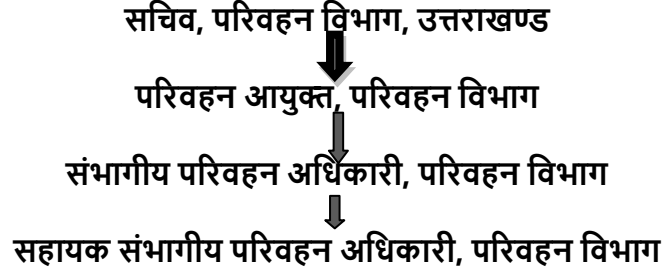 सचिव, परिवहन विभाग, उत्तराखण्ड
परिवहन आयुक्त, परिवहन विभाग
संभागीय परिवहन अधिकारी, परिवहन विभाग
सहायक संभागीय परिवहन अधिकारी, परिवहन विभाग